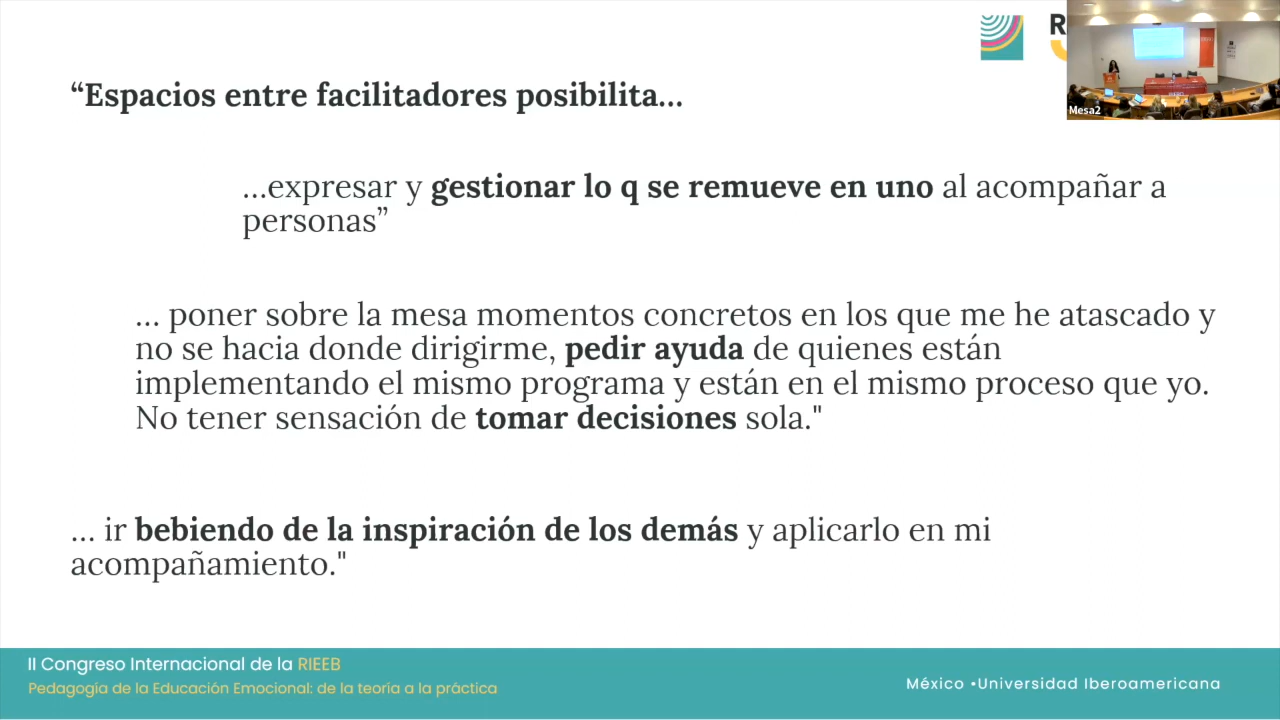 “Espacios entre facilitadores posibilita...
...expresar y gestionar lo q se remueve en uno al acompañar a
personas”
... poner sobre la mesa momentos concretos en los que me he atascado y
no se hacia donde dirigirme, pedir ayuda de quienes están
implementando el mismo programa y están en el mismo proceso que yo.
No tener sensación de tomar decisiones sola."
... ir bebiendo de la inspiración de los demás y aplicarlo en mi
acompañamiento."
Mesa2
II Congreso Internacional de la RIEEB
Pedagogía de la Educación Emocional: de la teoría a la práctica
México •Universidad Iberoamericana